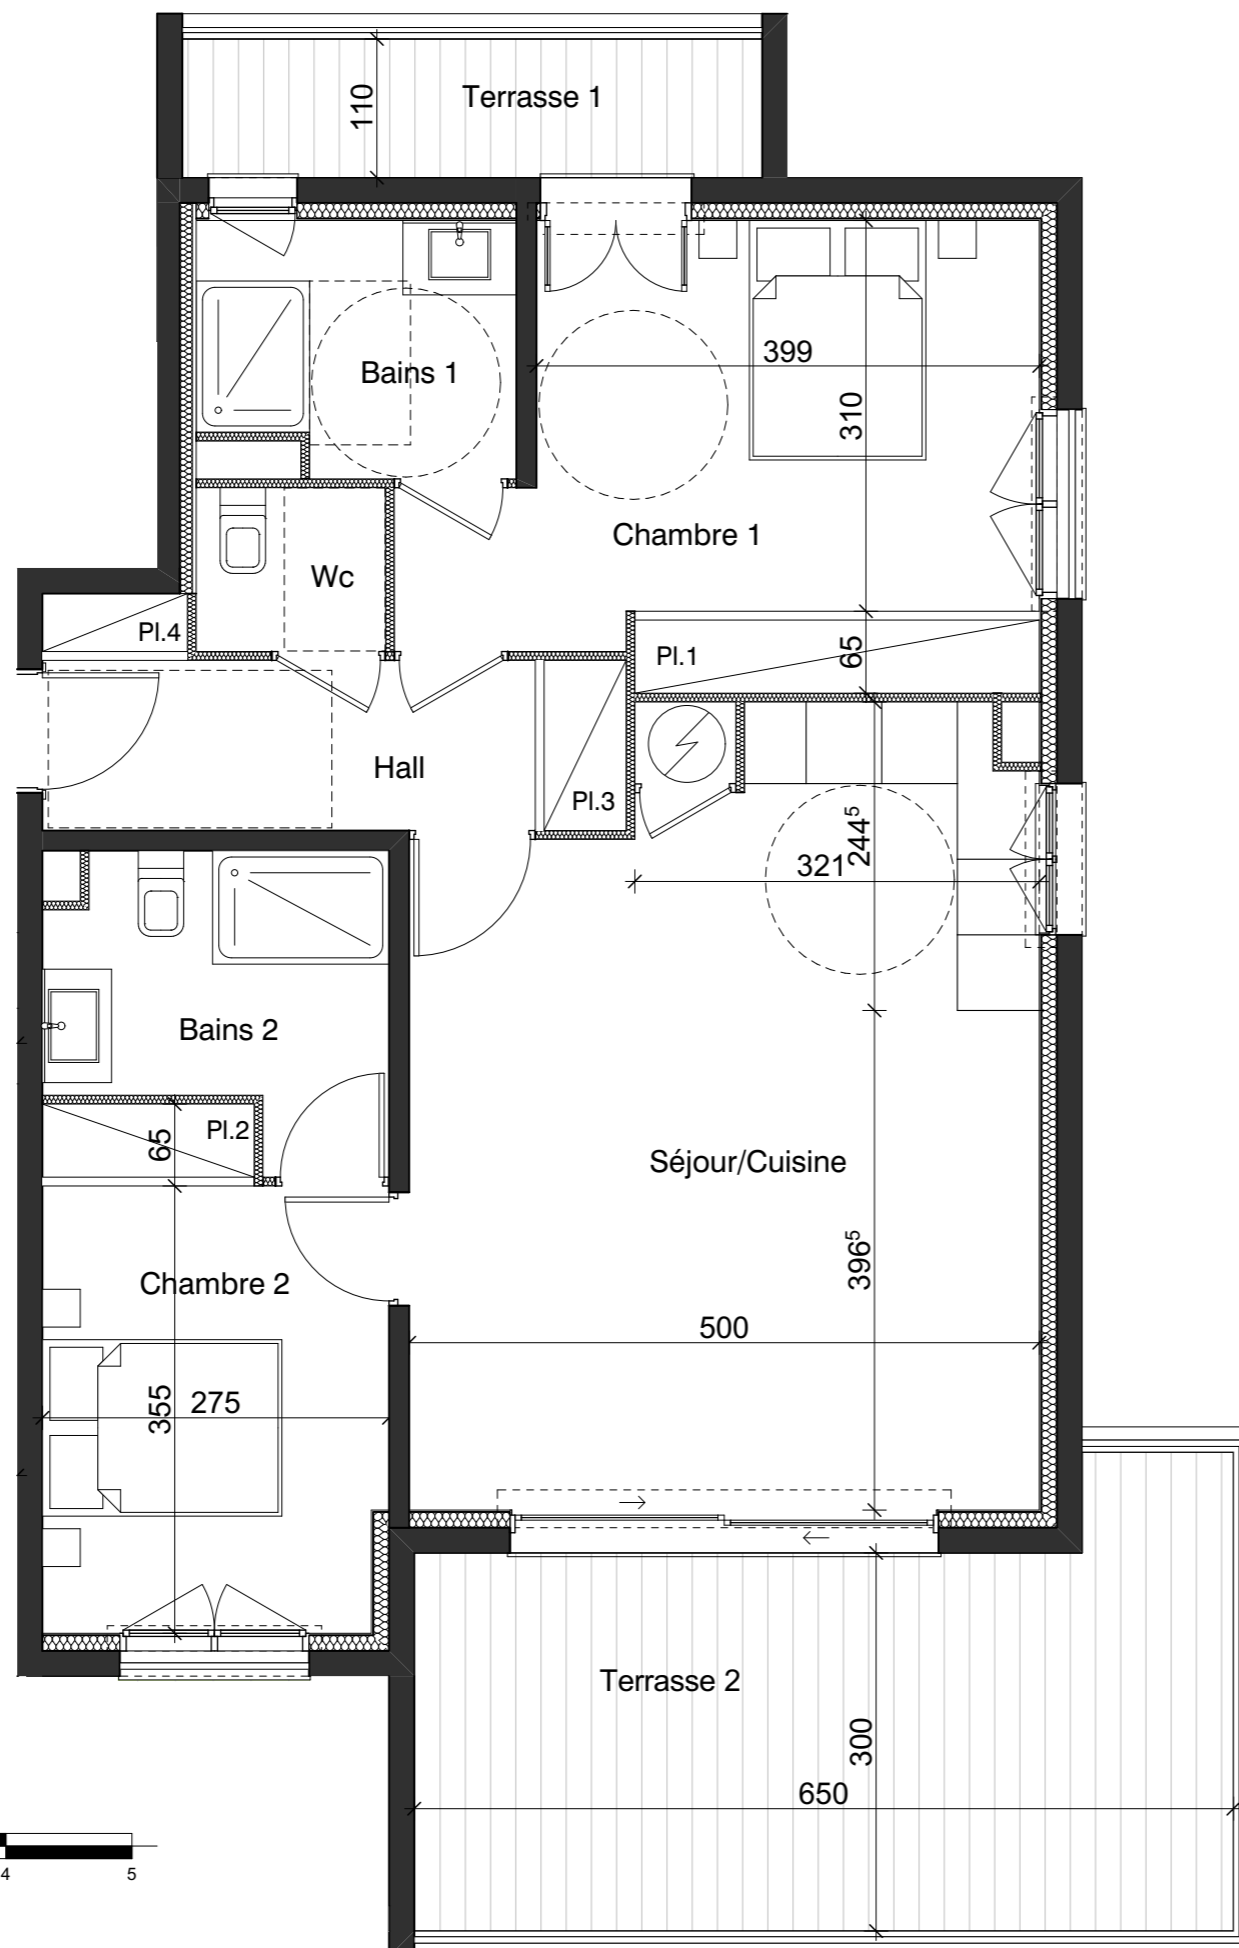 Terrasse 1
110
399
Bains 1
310
Chambre 1
Wc
Pl.4
Pl.1
65
Hall
Pl.3
244⁵
321
Bains 2
Pl.2
65
Séjour/Cuisine
396⁵
Chambre 2
500
355
275
Terrasse 2
300
650
4 5